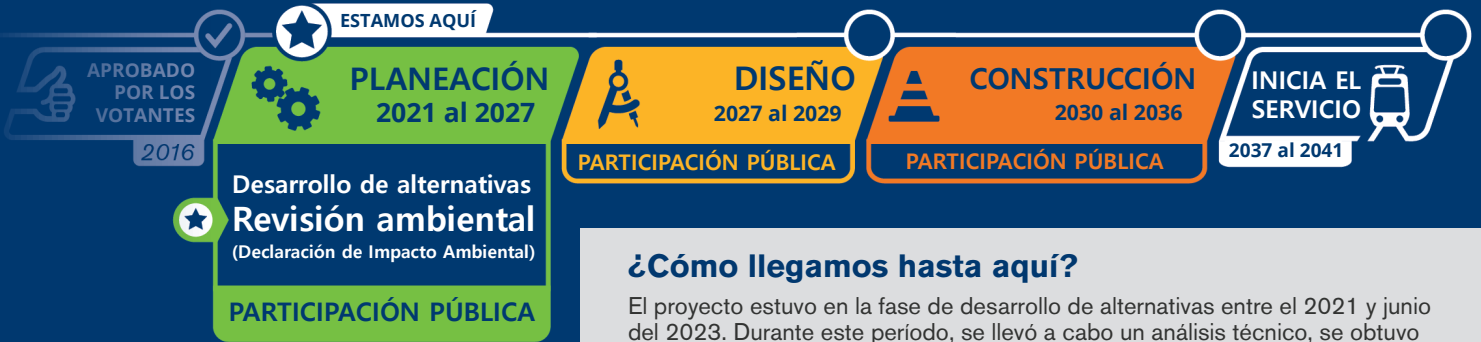 ESTAMOS AQUÍ
APROBADO
POR LOS
VOTANTES
2016
PLANEACIÓN
2021 al 2027
Desarrollo de alternativas
Revisión ambiental
(Declaración de Impacto Ambiental)
PARTICIPACIÓN PÚBLICA
DISEÑO
2027 al 2029
PARTICIPACIÓN PÚBLICA
CONSTRUCCIÓN
2030 al 2036
PARTICIPACIÓN PÚBLICA
INICIA EL
SERVICIO
2037 al 2041
¿Cómo llegamos hasta aquí?
El proyecto estuvo en la fase de desarrollo de alternativas entre el 2021 y junio
del 2023. Durante este período, se llevó a cabo un análisis técnico, se obtuvo